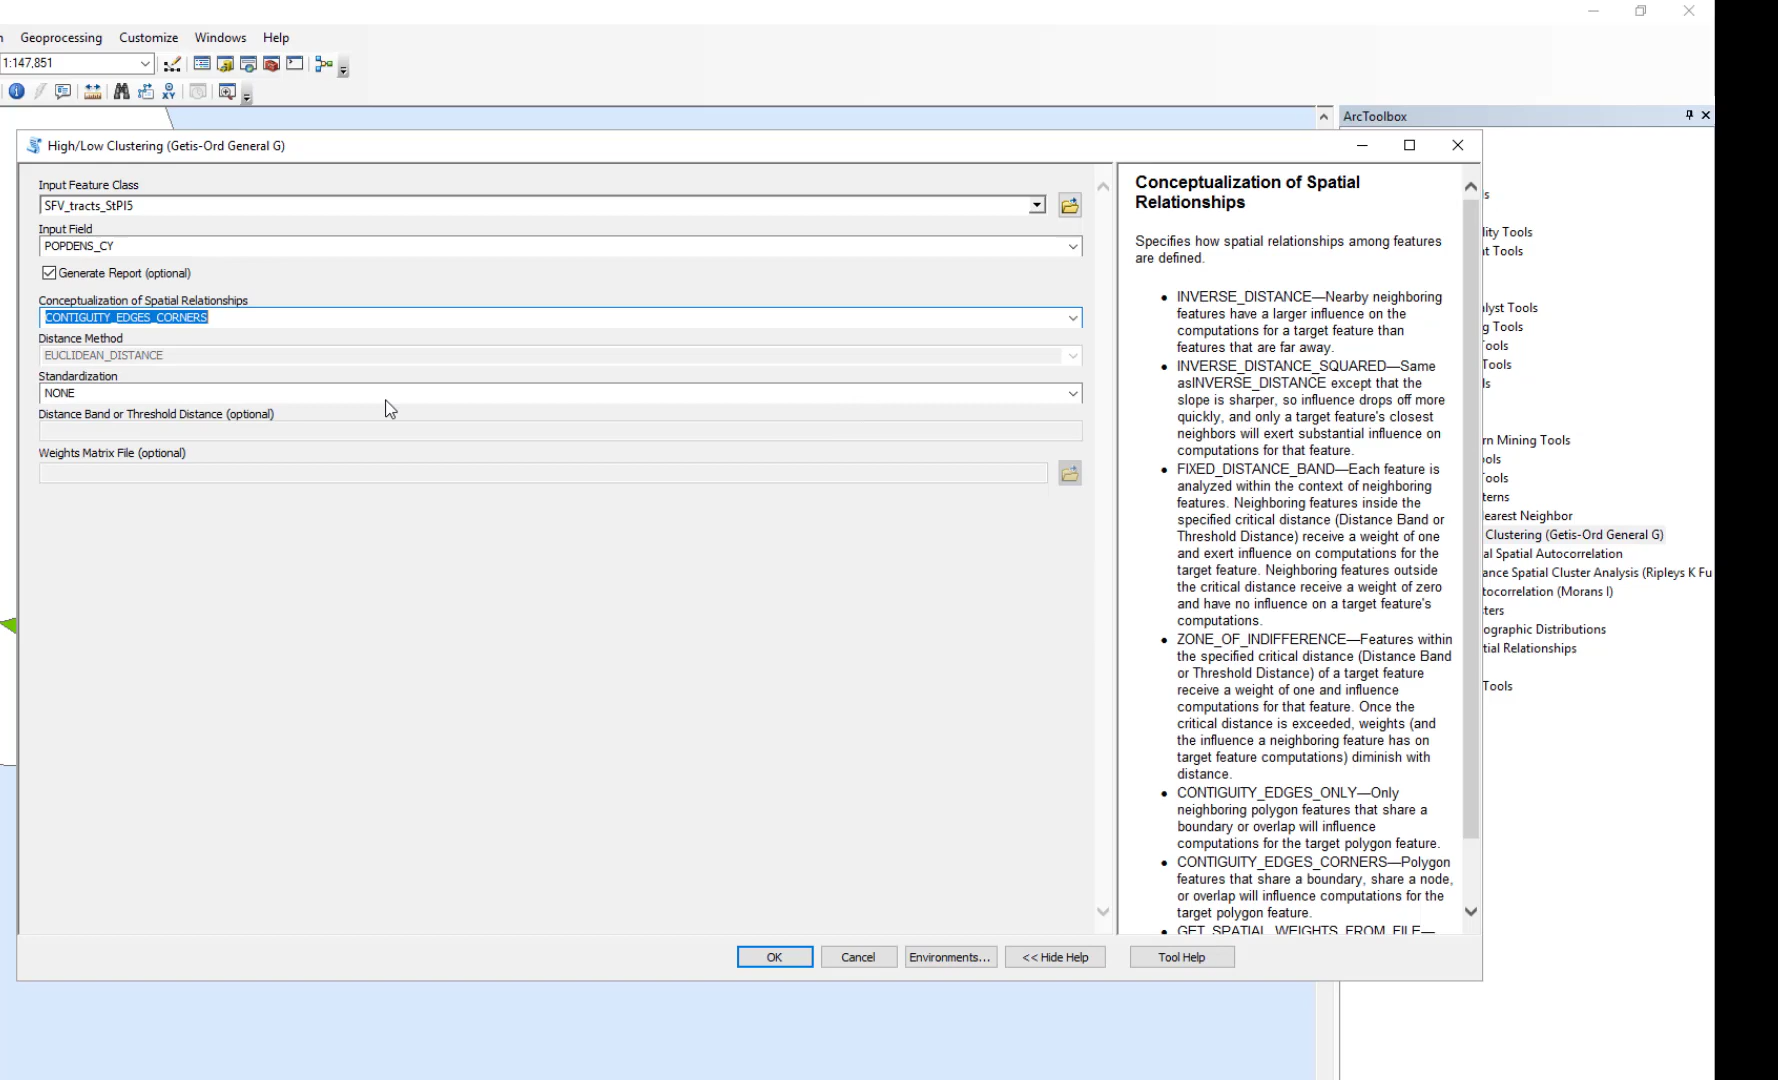 Geoprocessing Customize Windows Help
1:147,851
ArcToolbox
High/Low Clustering (Getis-Ord General G)
Input Feature Class
SFV_tracts_StPl5
Input Field
POPDENS_CY
Generate Report (optional)
Conceptualization of Spatial Relationships
CONTIGUITY_EDGES_CORNERS
Distance Method
EUCLIDEAN_DISTANCE
Standardization
NONE
Distance Band or Threshold Distance (optional)
Weights Matrix File (optional)
OK
Cancel
Environments...
<< Hide Help
Tool Help
Conceptualization of Spatial
Relationships
Specifies how spatial relationships among features
are defined.
• INVERSE_DISTANCE—Nearby neighboring
features have a larger influence on the
computations for a target feature than
features that are far away.
• INVERSE_DISTANCE_SQUARED—Same
asINVERSE_DISTANCE except that the
slope is sharper, so influence drops off more
quickly, and only a target feature's closest
neighbors will exert substantial influence on
computations for that feature.
• FIXED_DISTANCE_BAND—Each feature is
analyzed within the context of neighboring
features. Neighboring features inside the
specified critical distance (Distance Band or
Threshold Distance) receive a weight of one
and exert influence on computations for the
target feature. Neighboring features outside
the critical distance receive a weight of zero
and have no influence on a target feature's
computations.
• ZONE_OF_INDIFFERENCE—Features within
the specified critical distance (Distance Band
or Threshold Distance) of a target feature
receive a weight of one and influence
computations for that feature. Once the
critical distance is exceeded, weights (and
the influence a neighboring feature has on
target feature computations) diminish with
distance.
• CONTIGUITY_EDGES_ONLY—Only
neighboring polygon features that share a
boundary or overlap will influence
computations for the target polygon feature.
• CONTIGUITY_EDGES_CORNERS—Polygon
features that share a boundary, share a node,
or overlap will influence computations for the
target polygon feature.
• GET_SPATIAL_WEIGHTS_FROM_FILE—
s
lity Tools
t Tools
lyst Tools
g Tools
ools
Tools
ls
rn Mining Tools
ols
ools
terns
earest Neighbor
Clustering (Getis-Ord General G)
al Spatial Autocorrelation
ance Spatial Cluster Analysis (Ripleys K Fu
tocorrelation (Morans I)
ters
ographic Distributions
tial Relationships
Tools